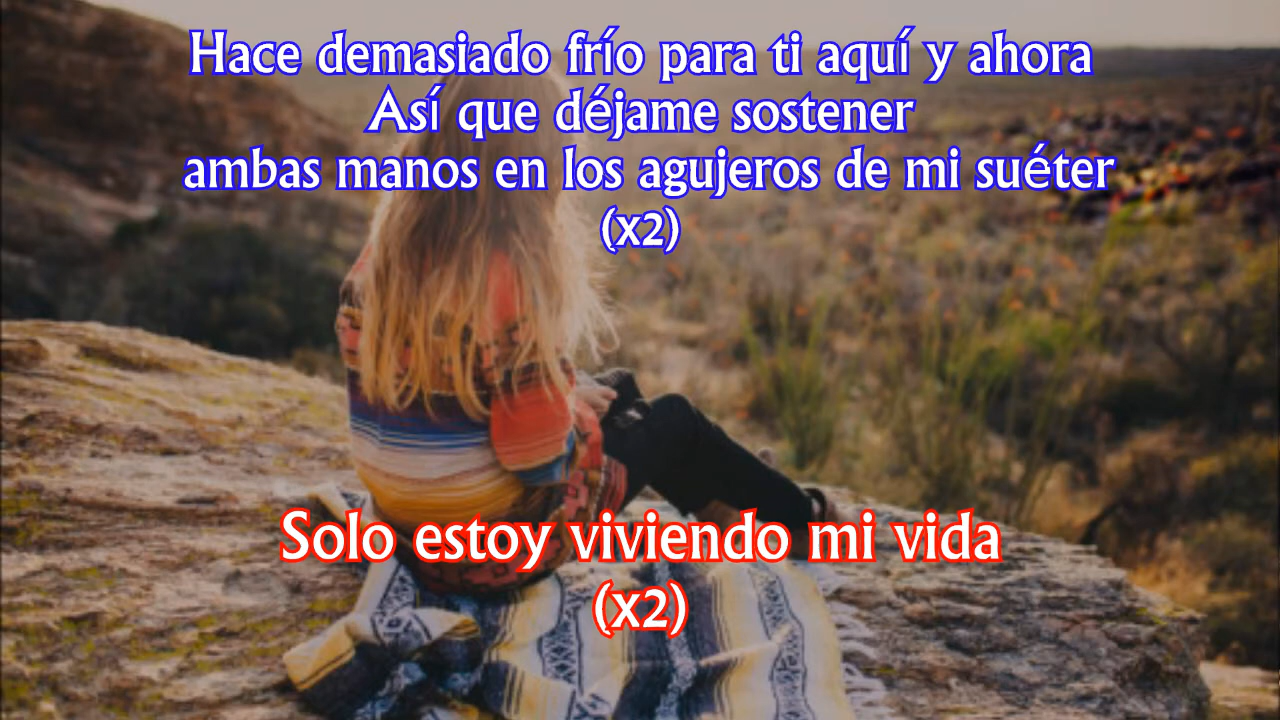 Hace demasiado frío para ti aquí y ahora
Así que déjame sostener
ambas manos en los agujeros de mi suéter
(x2)
Solo estoy viviendo mi vida
(x2)